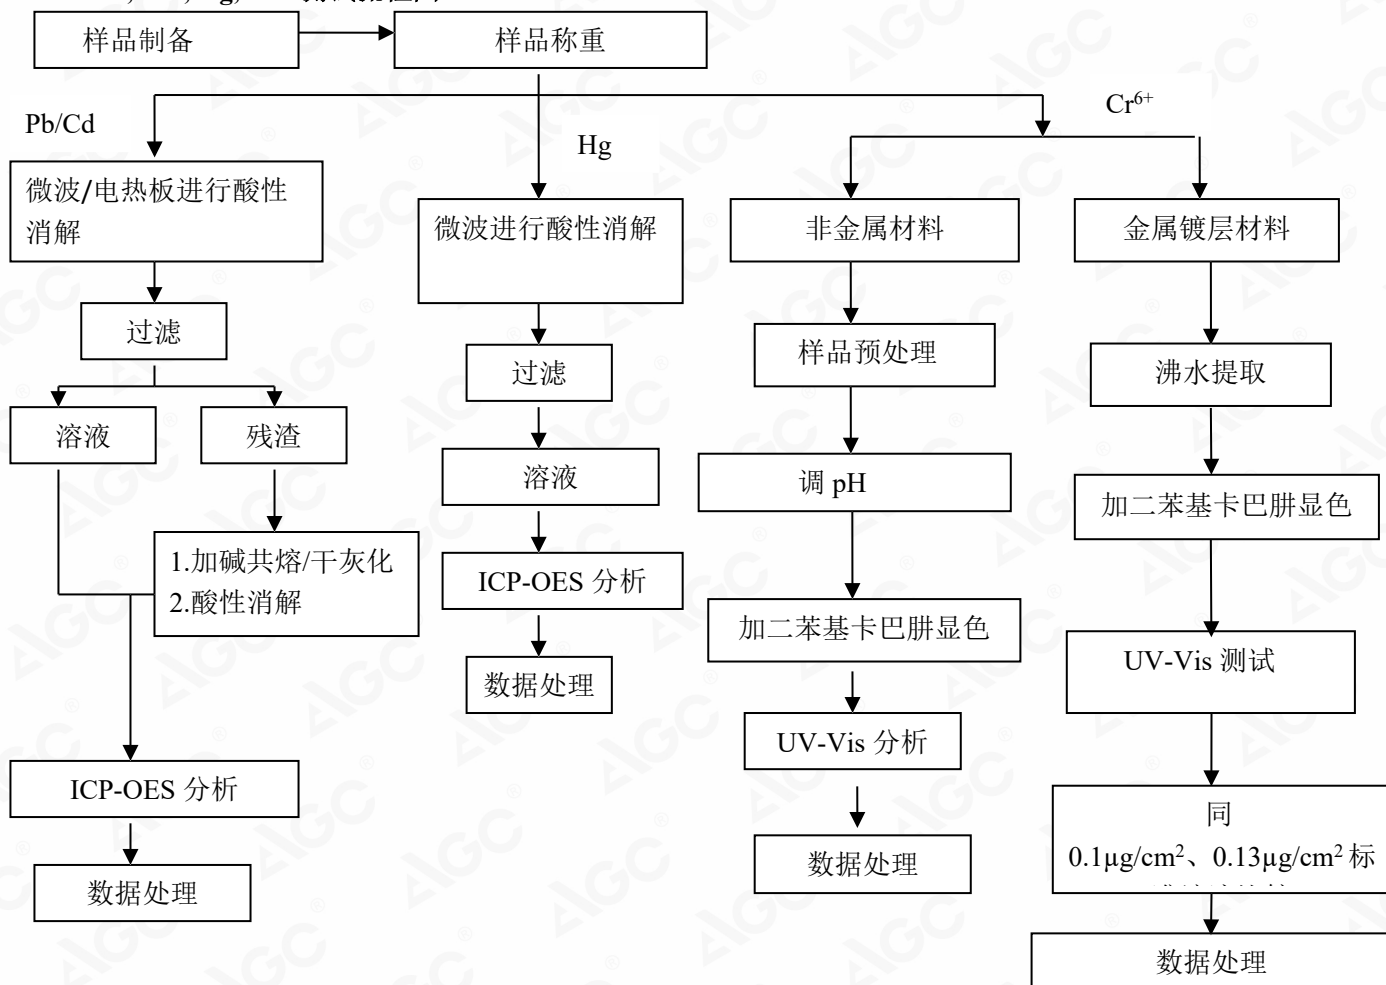 样品制备
样品称重
Pb/Cd
Hg
Cr⁶⁺
微波/电热板进行酸性
消解
微波进行酸性消解
非金属材料
金属镀层材料
过滤
过滤
样品预处理
沸水提取
溶液
残渣
溶液
调 pH
加二苯基卡巴肼显色
1.加碱共熔/干灰化
2.酸性消解
ICP-OES 分析
加二苯基卡巴肼显色
UV-Vis 测试
数据处理
UV-Vis 分析
ICP-OES 分析
同
0.1µg/cm²、0.13µg/cm² 标
数据处理
数据处理
数据处理
AGC